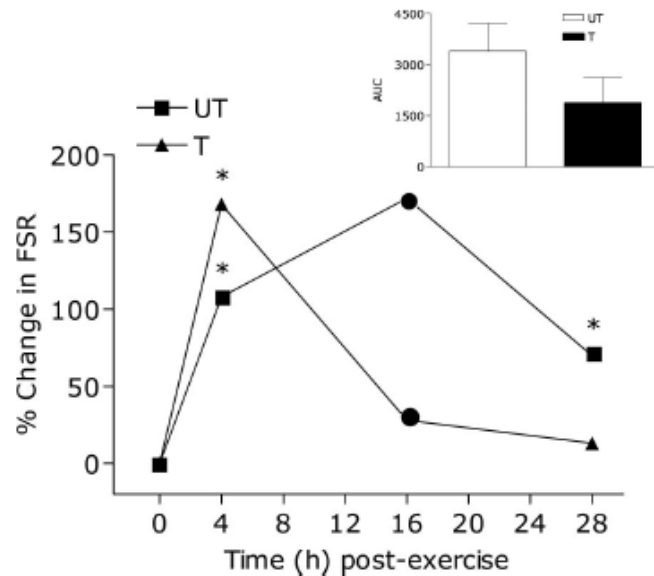 4500
3000
1500
0
AUC
UT
T
UT
T
200
150
100
50
0
% Change in FSR
*
*
*
0 4 8 12 16 20 24 28
Time (h) post-exercise